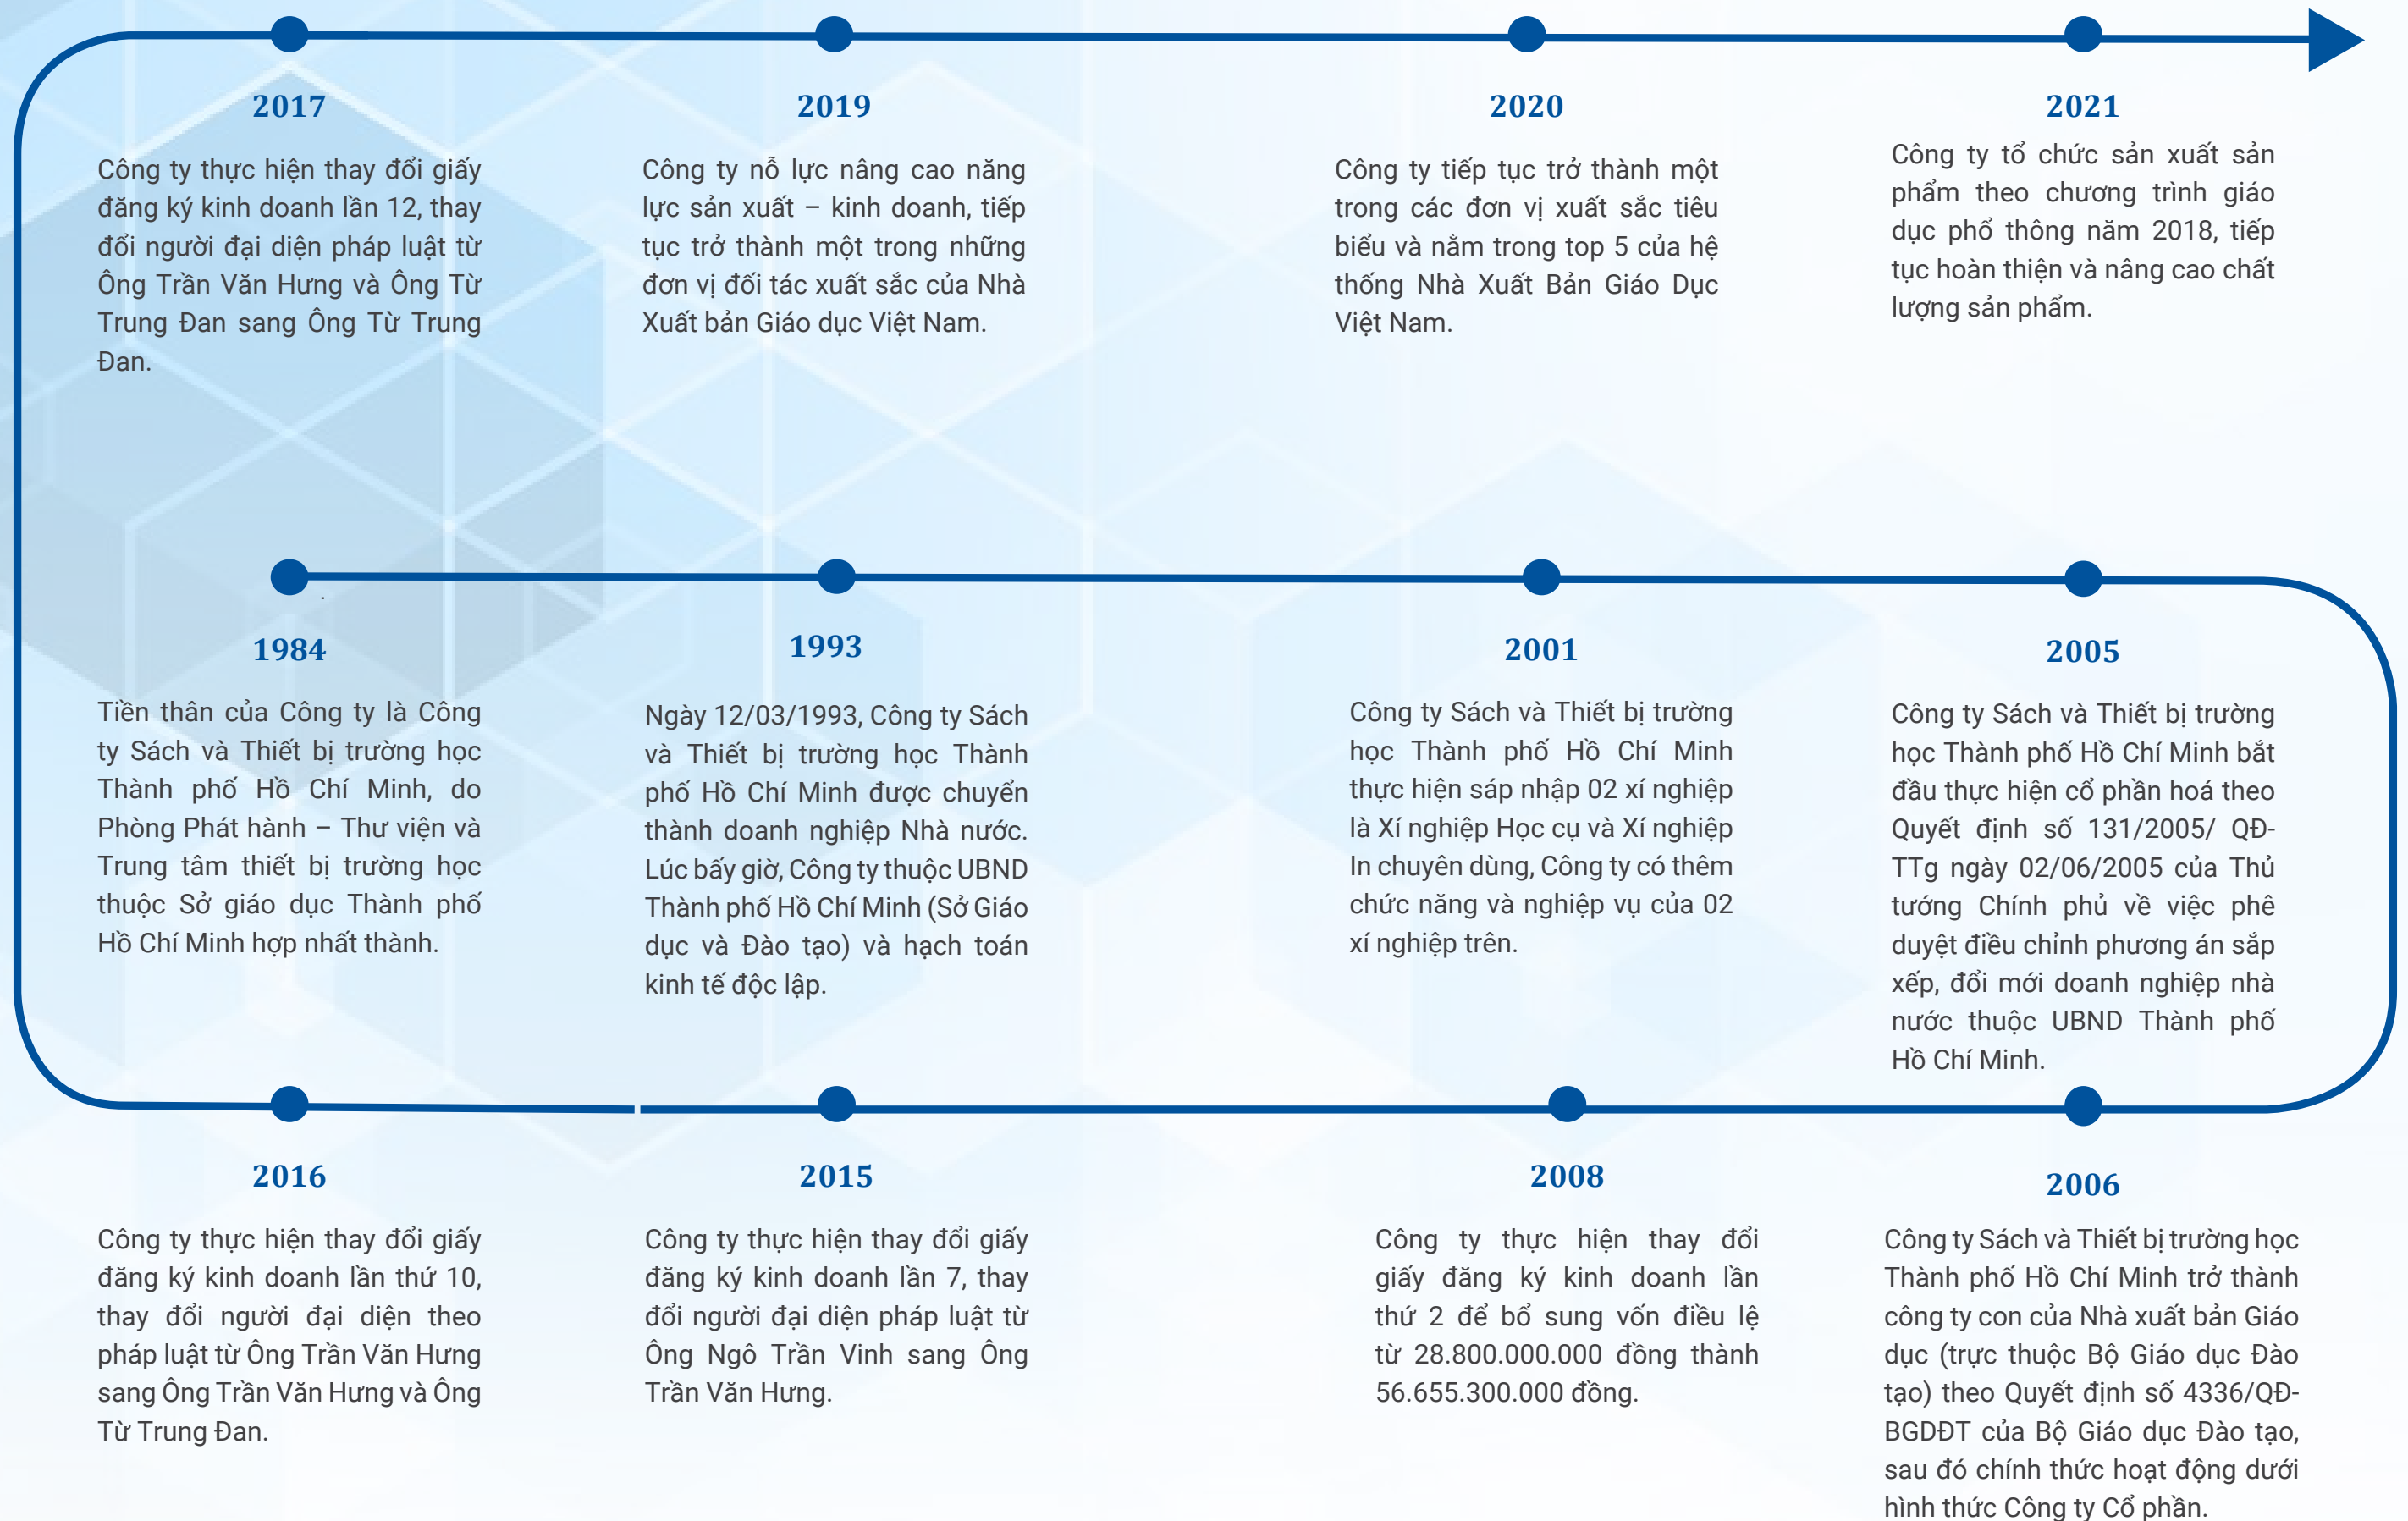 2017
Công ty thực hiện thay đổi giấy
đăng ký kinh doanh lần 12, thay
đổi người đại diện pháp luật từ
Ông Trần Văn Hưng và Ông Từ
Trung Đan sang Ông Từ Trung
Đan.
2019
Công ty nỗ lực nâng cao năng
lực sản xuất – kinh doanh, tiếp
tục trở thành một trong những
đơn vị đối tác xuất sắc của Nhà
Xuất bản Giáo dục Việt Nam.
2020
Công ty tiếp tục trở thành một
trong các đơn vị xuất sắc tiêu
biểu và nằm trong top 5 của hệ
thống Nhà Xuất Bản Giáo Dục
Việt Nam.
2021
Công ty tổ chức sản xuất sản
phẩm theo chương trình giáo
dục phổ thông năm 2018, tiếp
tục hoàn thiện và nâng cao chất
lượng sản phẩm.
1984
Tiền thân của Công ty là Công
ty Sách và Thiết bị trường học
Thành phố Hồ Chí Minh, do
Phòng Phát hành – Thư viện và
Trung tâm thiết bị trường học
thuộc Sở giáo dục Thành phố
Hồ Chí Minh hợp nhất thành.
1993
Ngày 12/03/1993, Công ty Sách
và Thiết bị trường học Thành
phố Hồ Chí Minh được chuyển
thành doanh nghiệp Nhà nước.
Lúc bấy giờ, Công ty thuộc UBND
Thành phố Hồ Chí Minh (Sở Giáo
dục và Đào tạo) và hạch toán
kinh tế độc lập.
2001
Công ty Sách và Thiết bị trường
học Thành phố Hồ Chí Minh
thực hiện sáp nhập 02 xí nghiệp
là Xí nghiệp Học cụ và Xí nghiệp
In chuyên dùng, Công ty có thêm
chức năng và nghiệp vụ của 02
xí nghiệp trên.
2005
Công ty Sách và Thiết bị trường
học Thành phố Hồ Chí Minh bắt
đầu thực hiện cổ phần hoá theo
Quyết định số 131/2005/ QĐ-
TTg ngày 02/06/2005 của Thủ
tướng Chính phủ về việc phê
duyệt điều chỉnh phương án sắp
xếp, đổi mới doanh nghiệp nhà
nước thuộc UBND Thành phố
Hồ Chí Minh.
2016
Công ty thực hiện thay đổi giấy
đăng ký kinh doanh lần thứ 10,
thay đổi người đại diện theo
pháp luật từ Ông Trần Văn Hưng
sang Ông Trần Văn Hưng và Ông
Từ Trung Đan.
2015
Công ty thực hiện thay đổi giấy
đăng ký kinh doanh lần 7, thay
đổi người đại diện pháp luật từ
Ông Ngô Trần Vinh sang Ông
Trần Văn Hưng.
2008
Công ty thực hiện thay đổi
giấy đăng ký kinh doanh lần
thứ 2 để bổ sung vốn điều lệ
từ 28.800.000.000 đồng thành
56.655.300.000 đồng.
2006
Công ty Sách và Thiết bị trường học
Thành phố Hồ Chí Minh trở thành
công ty con của Nhà xuất bản Giáo
dục (trực thuộc Bộ Giáo dục Đào
tạo) theo Quyết định số 4336/QĐ-
BGDĐT của Bộ Giáo dục Đào tạo,
sau đó chính thức hoạt động dưới
hình thức Công ty Cổ phần.